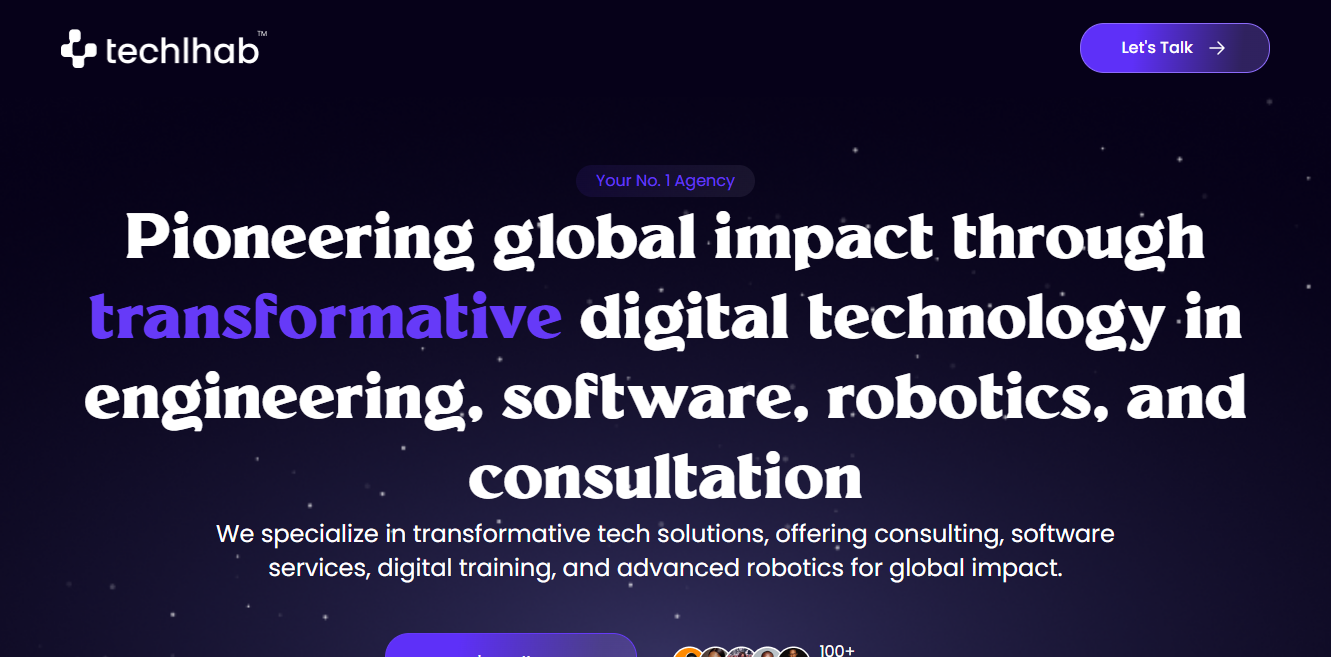 techlhab™
Let's Talk
Your No. 1 Agency
Pioneering global impact through
transformative digital technology in
engineering, software, robotics, and
consultation
We specialize in transformative tech solutions, offering consulting, software
services, digital training, and advanced robotics for global impact.
100+